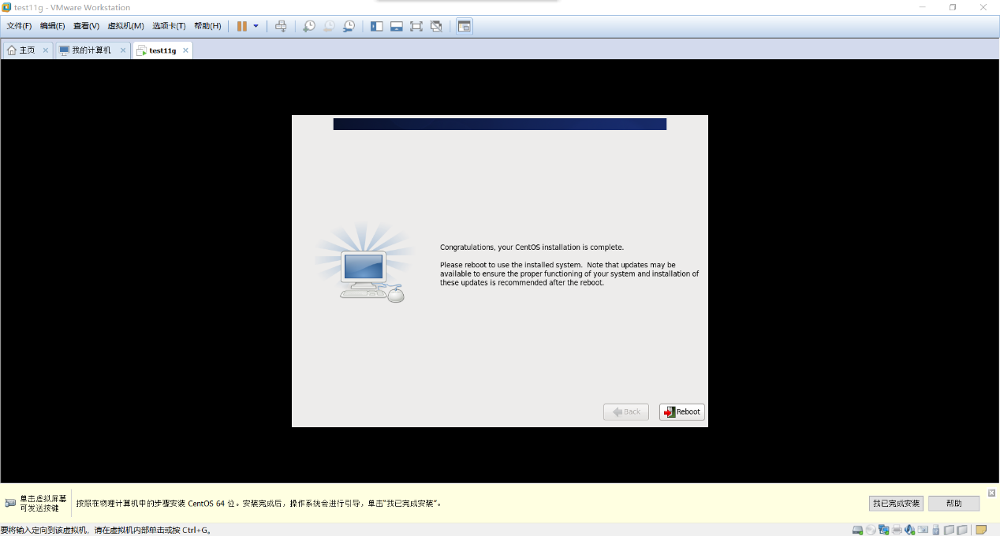 test11g - VMware Workstation
文件(F) 编辑(E) 查看(V) 虚拟机(M) 选项卡(T) 帮助(H)
主页 我的计算机 test11g
Congratulations, your CentOS installation is complete.
Please reboot to use the installed system. Note that updates may be
available to ensure the proper functioning of your system and installation of
these updates is recommended after the reboot.
Back Reboot
单击虚拟屏幕
可发送按键
按照在物理计算机中的步骤安装 CentOS 64 位。安装完成后，操作系统会进行引导，单击“我已完成安装”。
我已完成安装 帮助
要将输入定向到该虚拟机，请在虚拟机内部单击或按 Ctrl+G。